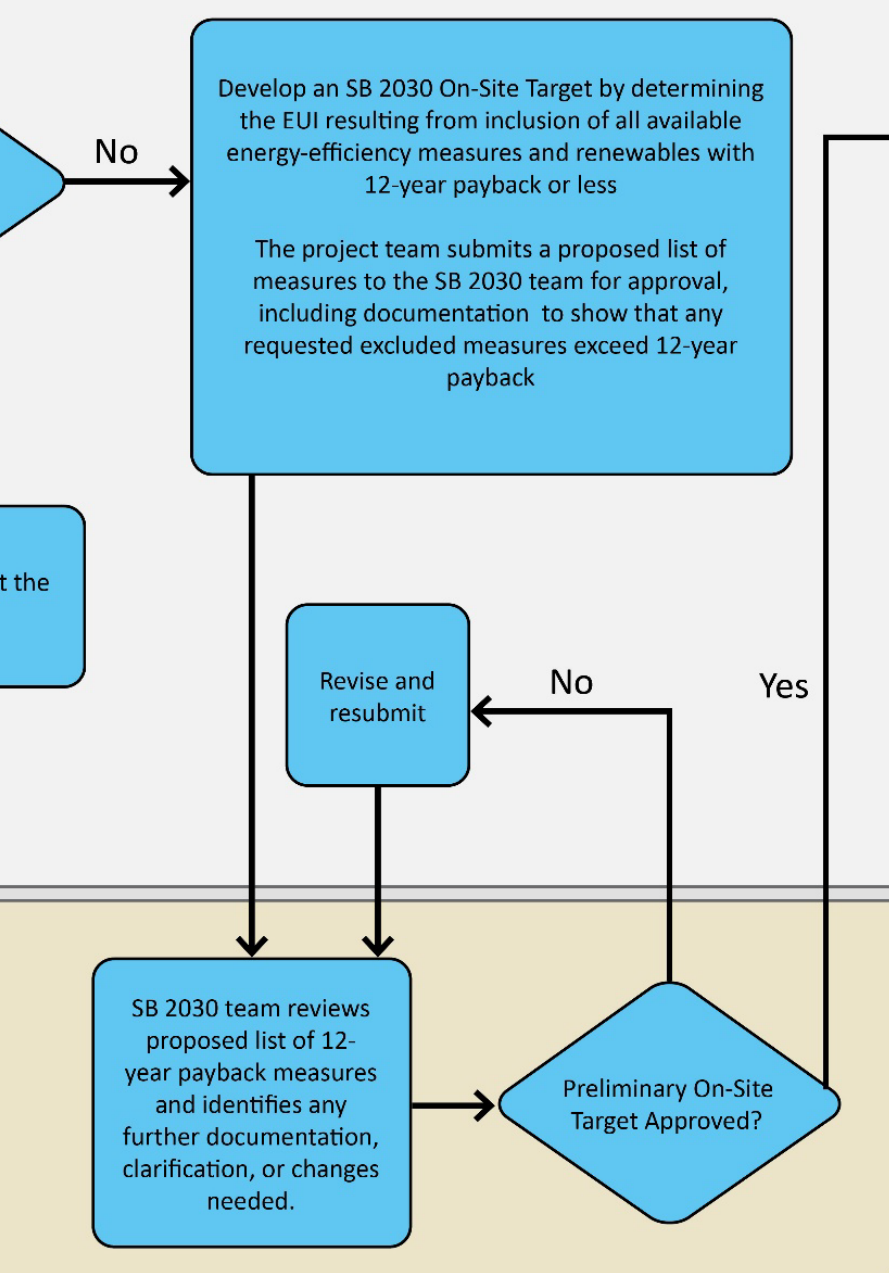 No
Develop an SB 2030 On-Site Target by determining
the EUI resulting from inclusion of all available
energy-efficiency measures and renewables with
12-year payback or less
The project team submits a proposed list of
measures to the SB 2030 team for approval,
including documentation  to show that any
requested excluded measures exceed 12-year
payback
t the
Revise and
resubmit
No
Yes
SB 2030 team reviews
proposed list of 12-
year payback measures
and identifies any
further documentation,
clarification, or changes
needed.
Preliminary On-Site
Target Approved?